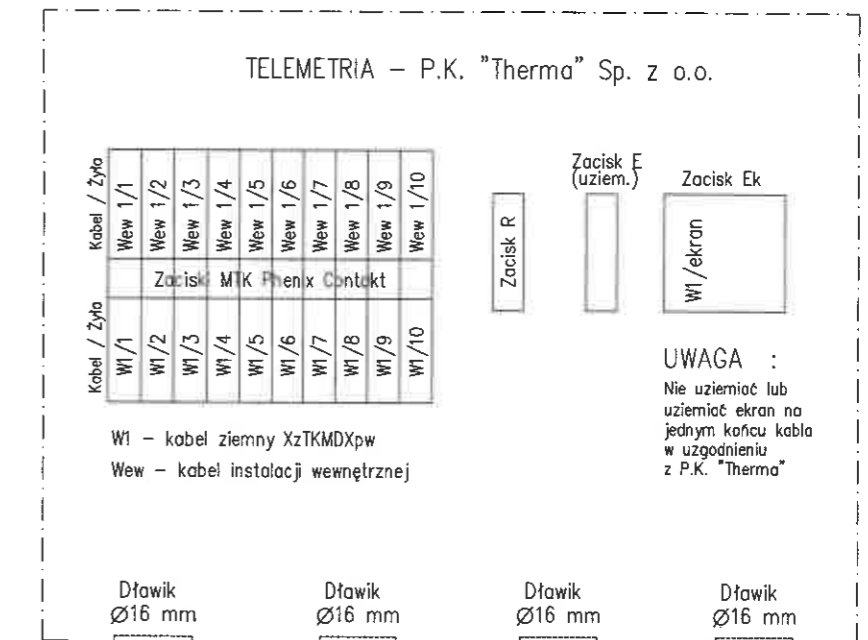 TELEMETRIA – P.K. "Therma" Sp. z o.o.
Kabel / Żyła
Wew 1/1
Wew 1/2
Wew 1/3
Wew 1/4
Wew 1/5
Wew 1/6
Wew 1/7
Wew 1/8
Wew 1/9
Wew 1/10
Zaciski MTK Phenix Contakt
Kabel / Żyła
W1/1
W1/2
W1/3
W1/4
W1/5
W1/6
W1/7
W1/8
W1/9
W1/10
Zacisk R
Zacisk E
(uziem.)
Zacisk Ek
W1/ekran
W1 – kabel ziemny XzTKMDXpw
Wew – kabel instalacji wewnętrznej
UWAGA :
Nie uziemiać lub
uziemiać ekran na
jednym końcu kabla
w uzgodnieniu
z P.K. "Therma"
Dławik
Ø16 mm
Dławik
Ø16 mm
Dławik
Ø16 mm
Dławik
Ø16 mm